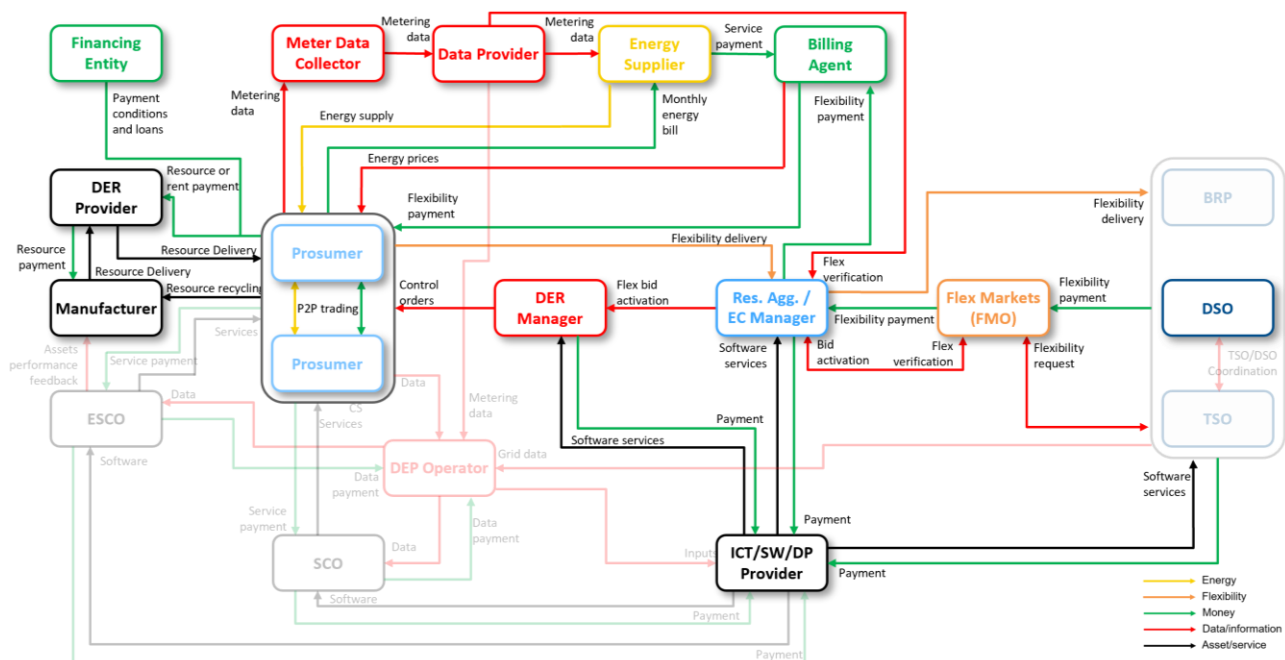 Financing
Entity
Meter Data
Collector
Metering
data
Data Provider
Metering
data
Energy
Supplier
Service
payment
Billing
Agent
Payment
conditions
and loans
Metering
data
Energy supply
Monthly
energy
bill
Flexibility
payment
Energy prices
Resource or
rent payment
DER
Provider
Flexibility
payment
BRP
Flexibility
delivery
Resource
payment
Resource Delivery
Prosumer
Flexibility delivery
Flex
verification
Resource Delivery
Manufacturer
Resource recycling
P2P trading
Control
orders
DER
Manager
Flex bid
activation
Res. Agg. /
EC Manager
Flexibility payment
Flex Markets
(FMO)
Flexibility
payment
DSO
Services
Service payment
Assets
performance
feedback
Prosumer
Software
services
Bid
activation
Flex
verification
Flexibility
request
TSO/DSO
Coordination
Data
Data
ESCO
CS
Services
Metering
data
Payment
TSO
Software
Software services
DEP Operator
Grid data
Data
payment
Software
services
Service
payment
Data
payment
Payment
SCO
Data
Inputs
ICT/SW/DP
Provider
Payment
Software
Payment
Payment
Energy
Flexibility
Money
Data/information
Asset/service